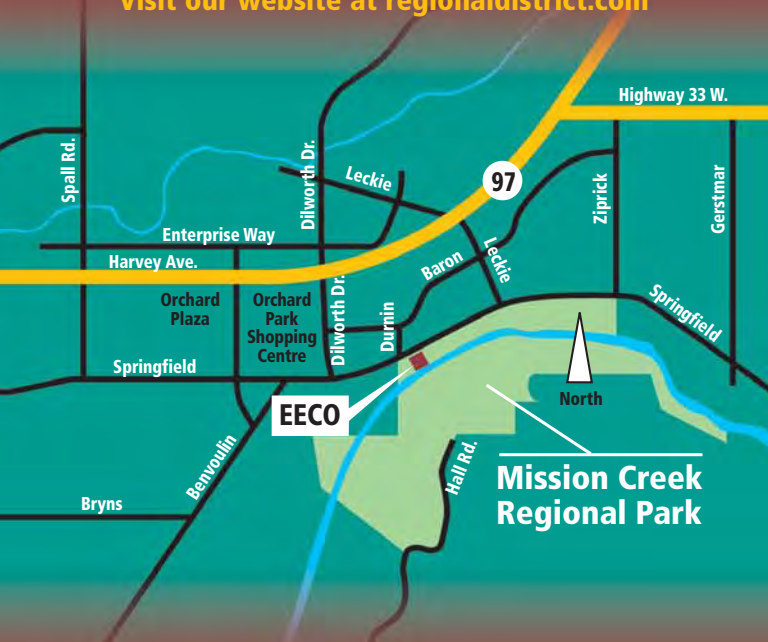 Visit our website at regionaldistrict.com
Highway 33 W.
Spall Rd.
Dilworth Dr.
Leckie
97
Ziprick
Gerstmar
Enterprise Way
Harvey Ave.
Baron
Leckie
Orchard
Plaza
Orchard
Park
Shopping
Centre
Dilworth Dr.
Durnin
Springfield
Springfield
North
EECO
Benvoulin
Hall Rd.
Mission Creek
Regional Park
Bryns